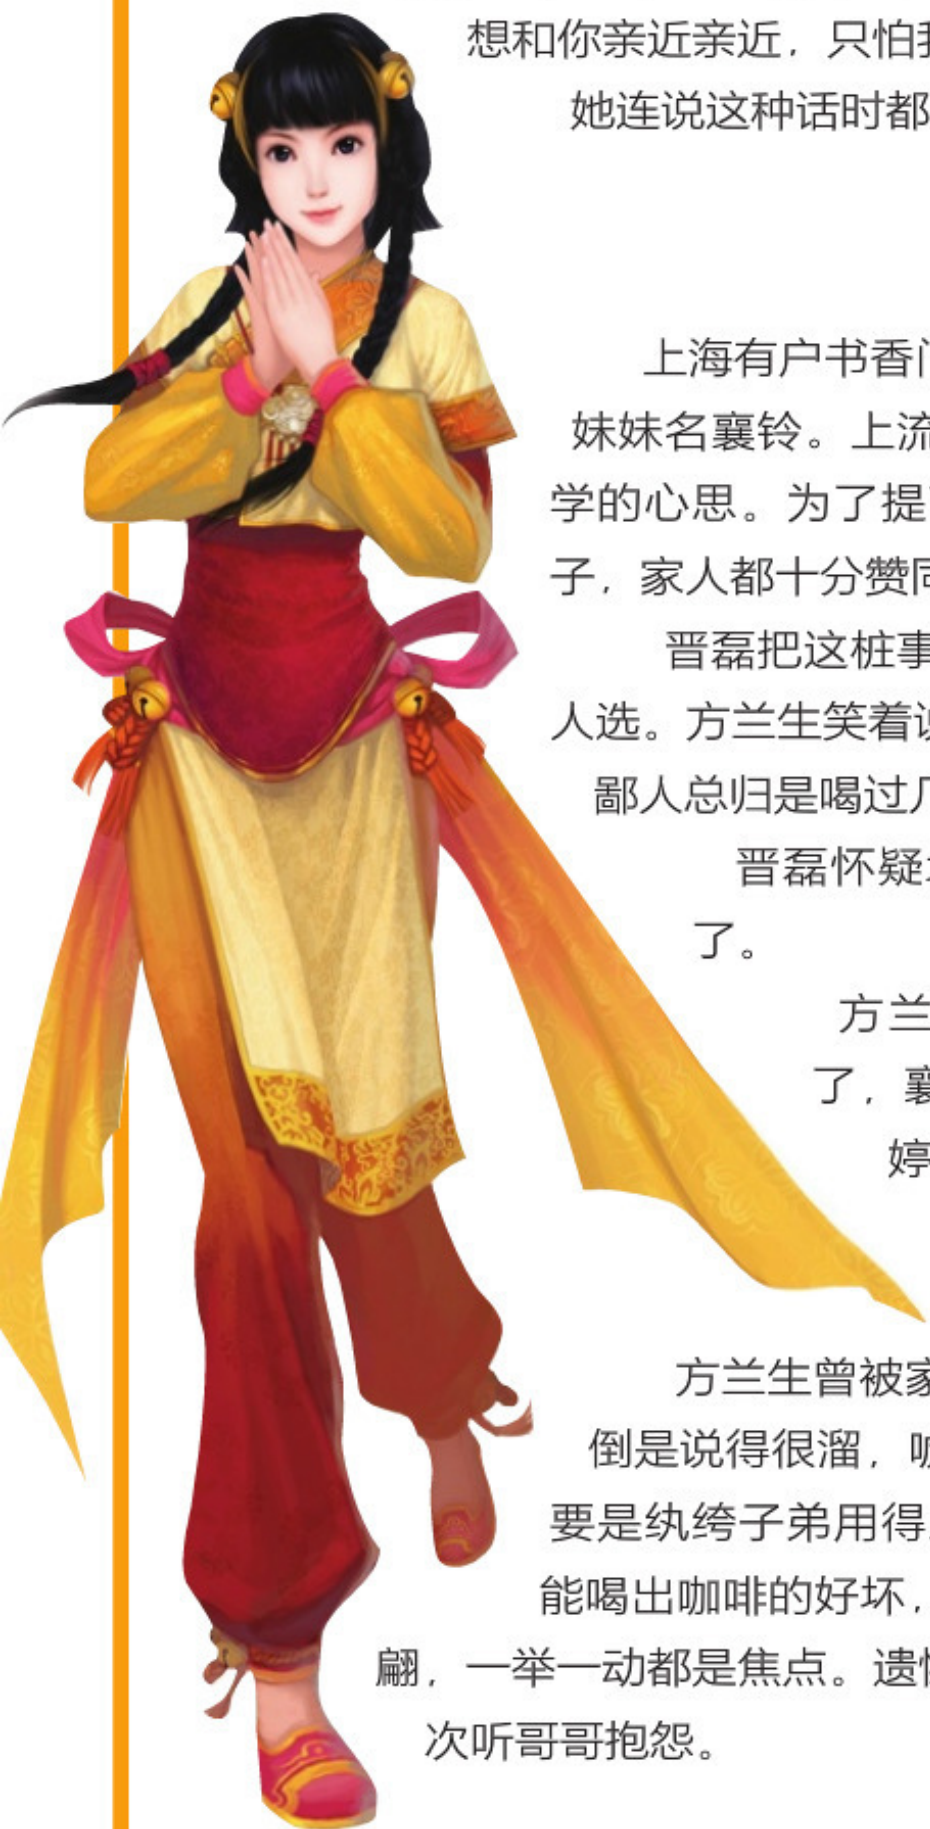 想和你亲近亲近，只怕
她连说这种话时都
上海有户书香
妹妹名襄铃。上流
学的心思。为了提
子，家人都十分赞同
晋磊把这桩事
人选。方兰生笑着说
鄙人总归是喝过几
晋磊怀疑
了。
方兰
了，襄
婷
方兰生曾被家
倒是说得很溜，
要是纨绔子弟用得
能喝出咖啡的好坏，
翩，一举一动都是焦点。遗
次听哥哥抱怨。